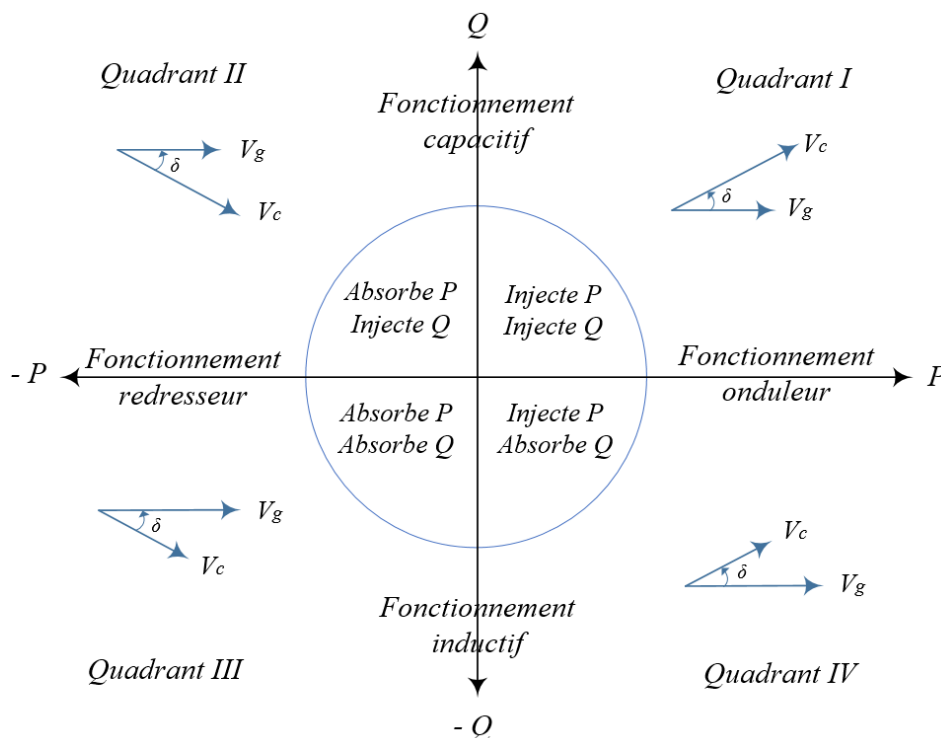 Q
Quadrant II
Quadrant I
Fonctionnement
capacitif
Vg
δ
Vc
Vc
δ
Vg
Absorbe P
Injecte Q
Injecte P
Injecte Q
- P
Fonctionnement
redresseur
Fonctionnement
onduleur
P
Absorbe P
Absorbe Q
Injecte P
Absorbe Q
Vg
δ
Vc
Vc
δ
Vg
Fonctionnement
inductif
Quadrant III
Quadrant IV
- Q